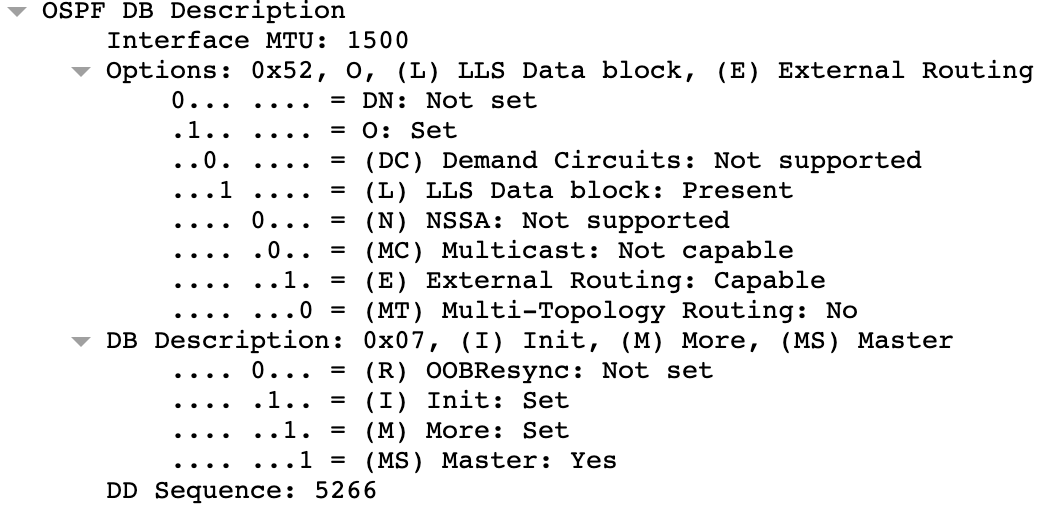 OSPF DB Description
Interface MTU: 1500
Options: 0x52, O, (L) LLS Data block, (E) External Routing
0... .... = DN: Not set
.1.. .... = O: Set
..0. .... = (DC) Demand Circuits: Not supported
...1 .... = (L) LLS Data block: Present
.... 0... = (N) NSSA: Not supported
.... .0.. = (MC) Multicast: Not capable
.... ..1. = (E) External Routing: Capable
.... ...0 = (MT) Multi-Topology Routing: No
DB Description: 0x07, (I) Init, (M) More, (MS) Master
.... 0... = (R) OOBResync: Not set
.... .1.. = (I) Init: Set
.... ..1. = (M) More: Set
.... ...1 = (MS) Master: Yes
DD Sequence: 5266